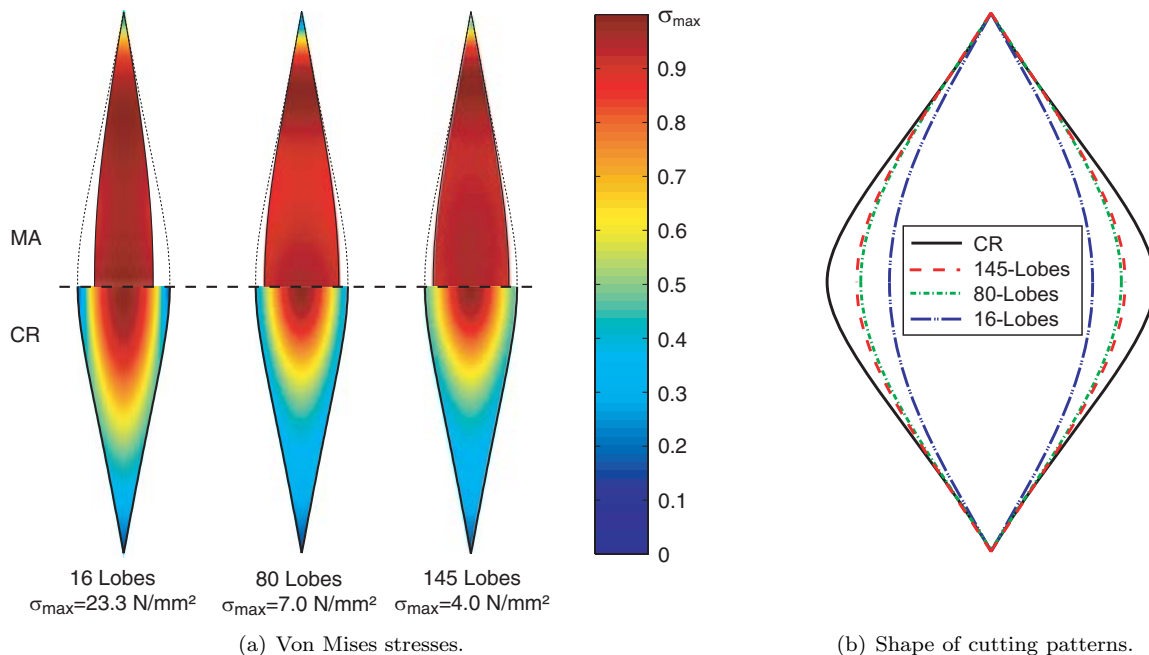 MA
CR
16 Lobes
σmax=23.3 N/mm²
80 Lobes
σmax=7.0 N/mm²
145 Lobes
σmax=4.0 N/mm²
σmax
0.9
0.8
0.7
0.6
0.5
0.4
0.3
0.2
0.1
0
(a) Von Mises stresses.
CR
145-Lobes
80-Lobes
16-Lobes
(b) Shape of cutting patterns.